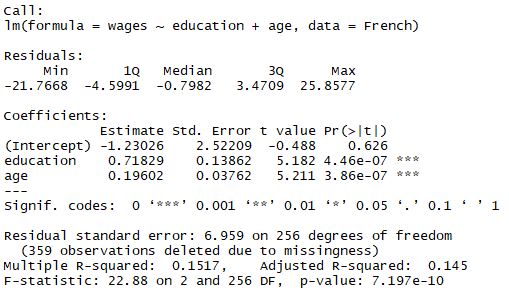 Call:
lm(formula = wages ~ education + age, data = French)
Residuals:
Min 1Q Median 3Q Max
-21.7668 -4.5991 -0.7982 3.4709 25.8577
Coefficients:
Estimate Std. Error t value Pr(>|t|)
(Intercept) -1.23026 2.52209 -0.488 0.626
education 0.71829 0.13862 5.182 4.46e-07 ***
age 0.19602 0.03762 5.211 3.86e-07 ***
---
Signif. codes: 0 ‘***’ 0.001 ‘**’ 0.01 ‘*’ 0.05 ‘.’ 0.1 ‘ ’ 1
Residual standard error: 6.959 on 256 degrees of freedom
(359 observations deleted due to missingness)
Multiple R-squared: 0.1517, Adjusted R-squared: 0.145
F-statistic: 22.88 on 2 and 256 DF, p-value: 7.197e-10